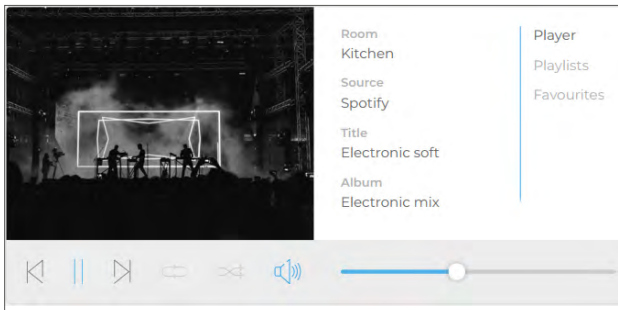 Room
Kitchen
Source
Spotify
Title
Electronic soft
Album
Electronic mix
Player
Playlists
Favourites